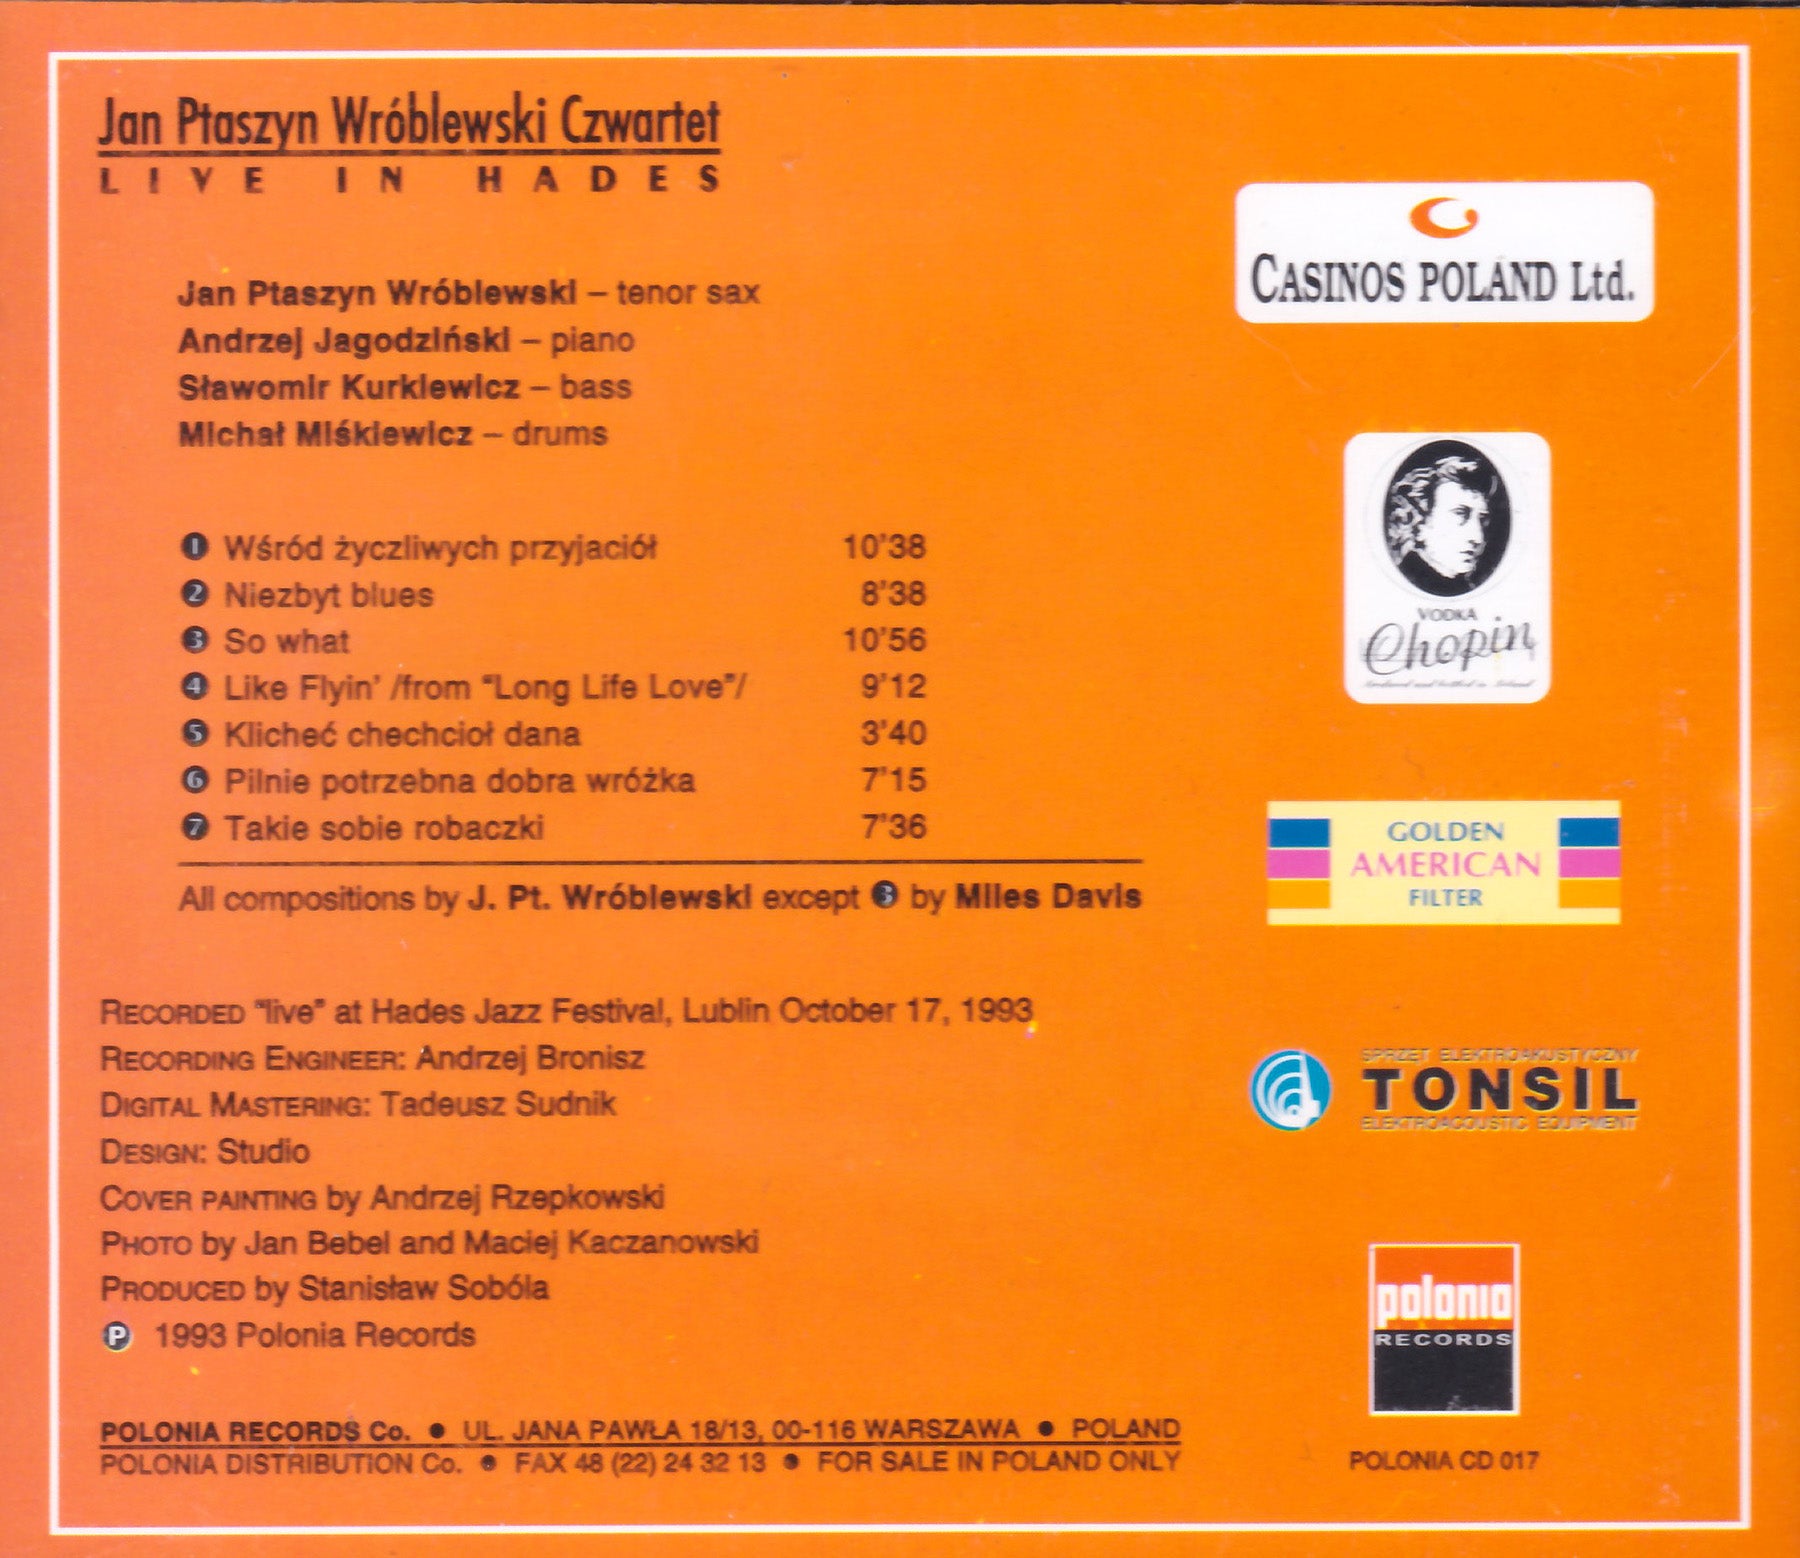 Jan Ptaszyn Wróblewski Czwartet
LIVE IN HADES
Jan Ptaszyn Wróblewski – tenor sax
Andrzej Jagodziński – piano
Sławomir Kurkiewicz – bass
Michał Miśkiewicz – drums
1 Wśród życzliwych przyjaciół 10'38
2 Niezbyt blues 8'38
3 So what 10'56
4 Like Flyin' /from "Long Life Love"/ 9'12
5 Klicheć chechcioł dana 3'40
6 Pilnie potrzebna dobra wróżka 7'15
7 Takie sobie robaczki 7'36
All compositions by J. Pt. Wróblewski except 3 by Miles Davis
RECORDED "live" at Hades Jazz Festival, Lublin October 17, 1993
RECORDING ENGINEER: Andrzej Bronisz
DIGITAL MASTERING: Tadeusz Sudnik
DESIGN: Studio
COVER PAINTING by Andrzej Rzepkowski
PHOTO by Jan Bebel and Maciej Kaczanowski
PRODUCED by Stanisław Sobóla
P 1993 Polonia Records
POLONIA RECORDS Co. ● UL. JANA PAWŁA 18/13, 00-116 WARSZAWA ● POLAND
POLONIA DISTRIBUTION Co. ● FAX 48 (22) 24 32 13 ● FOR SALE IN POLAND ONLY
CASINOS POLAND Ltd.
VODKA
Chopin
Produced and bottled in Poland
GOLDEN
AMERICAN
FILTER
SPRZĘT ELEKTROAKUSTYCZNY
TONSIL
ELEKTROACOUSTIC EQUIPMENT
polonia
RECORDS
POLONIA CD 017